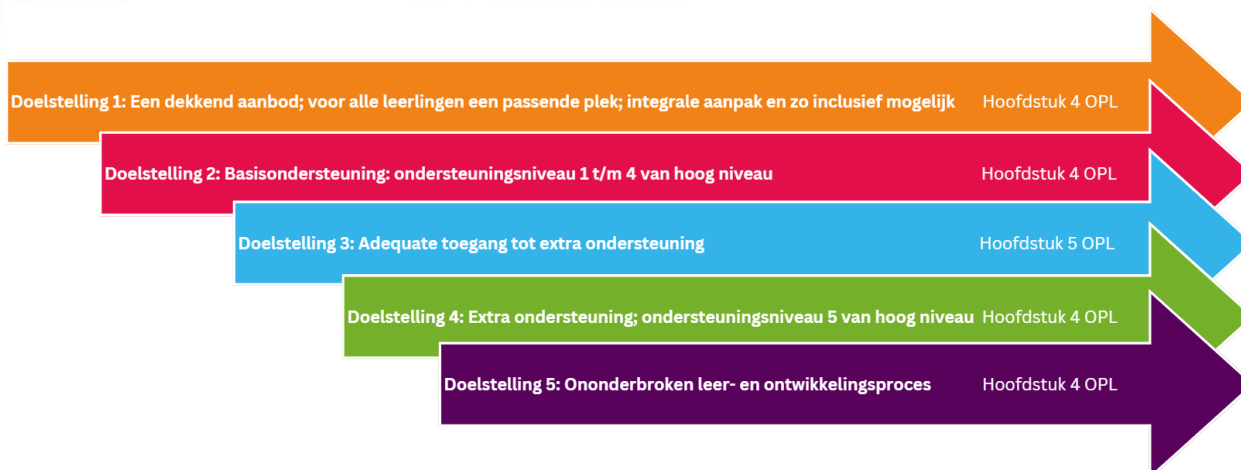 Doelstelling 1: Een dekkend aanbod; voor alle leerlingen een passende plek; integrale aanpak en zo inclusief mogelijk Hoofdstuk 4 OPL
Doelstelling 2: Basisondersteuning: ondersteuningsniveau 1 t/m 4 van hoog niveau Hoofdstuk 4 OPL
Doelstelling 3: Adequate toegang tot extra ondersteuning Hoofdstuk 5 OPL
Doelstelling 4: Extra ondersteuning; ondersteuningsniveau 5 van hoog niveau Hoofdstuk 4 OPL
Doelstelling 5: Ononderbroken leer- en ontwikkelingsproces Hoofdstuk 4 OPL